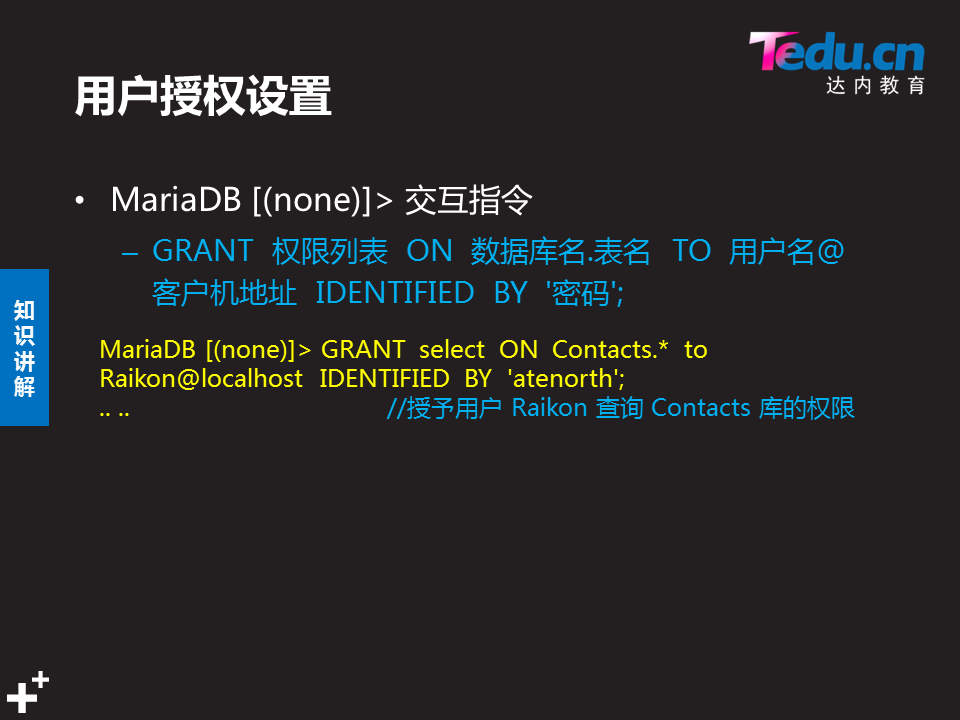 Tedu.cn
达内教育
用户授权设置
• MariaDB [(none)]> 交互指令
– GRANT 权限列表 ON 数据库名.表名 TO 用户名@
客户机地址 IDENTIFIED BY '密码';
知识讲解
MariaDB [(none)]> GRANT select ON Contacts.* to
Raikon@localhost IDENTIFIED BY 'atenorth';
.. .. //授予用户 Raikon 查询 Contacts 库的权限